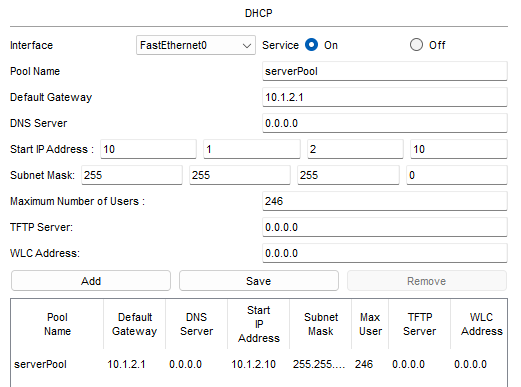 DHCP
Interface FastEthernet0 Service On Off
Pool Name serverPool
Default Gateway 10.1.2.1
DNS Server 0.0.0.0
Start IP Address : 10 1 2 10
Subnet Mask: 255 255 255 0
Maximum Number of Users : 246
TFTP Server: 0.0.0.0
WLC Address: 0.0.0.0
Add Save Remove
Pool Name Default Gateway DNS Server Start IP Address Subnet Mask Max User TFTP Server WLC Address
serverPool 10.1.2.1 0.0.0.0 10.1.2.10 255.255.... 246 0.0.0.0 0.0.0.0